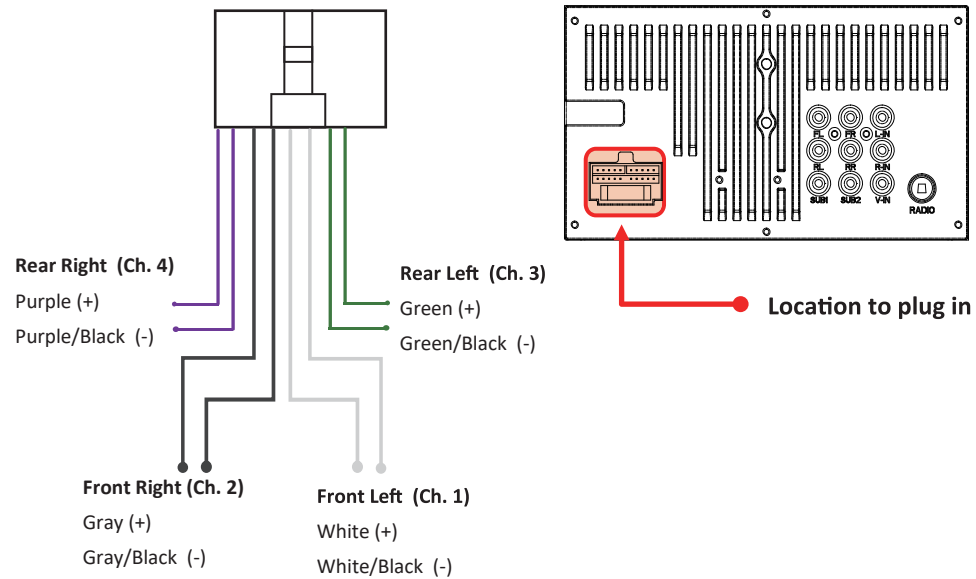 FL FR L-IN
RL RR R-IN
SUB1 SUB2 V-IN
RADIO
Location to plug in
Rear Right (Ch. 4)
Purple (+)
Purple/Black (-)
Rear Left (Ch. 3)
Green (+)
Green/Black (-)
Front Right (Ch. 2)
Gray (+)
Gray/Black (-)
Front Left (Ch. 1)
White (+)
White/Black (-)